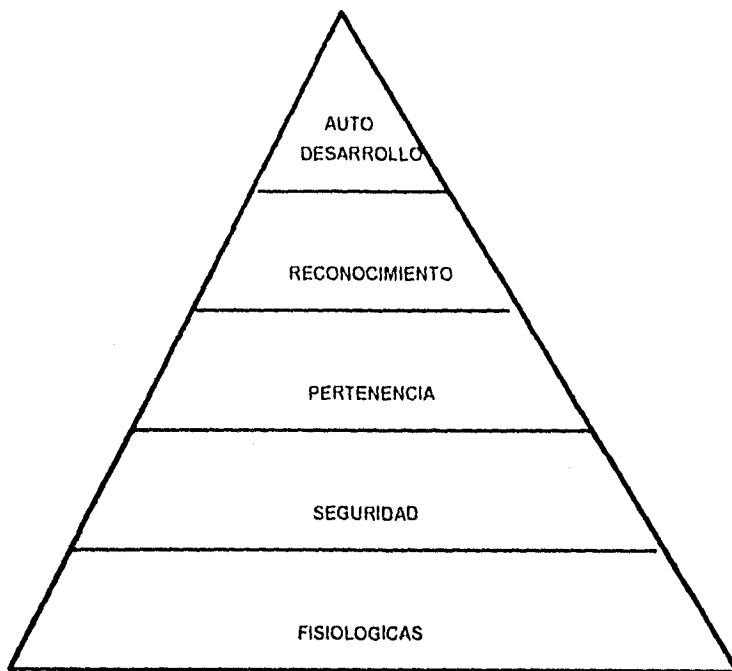 AUTO
DESARROLLO
RECONOCIMIENTO
PERTENENCIA
SEGURIDAD
FISIOLOGICAS